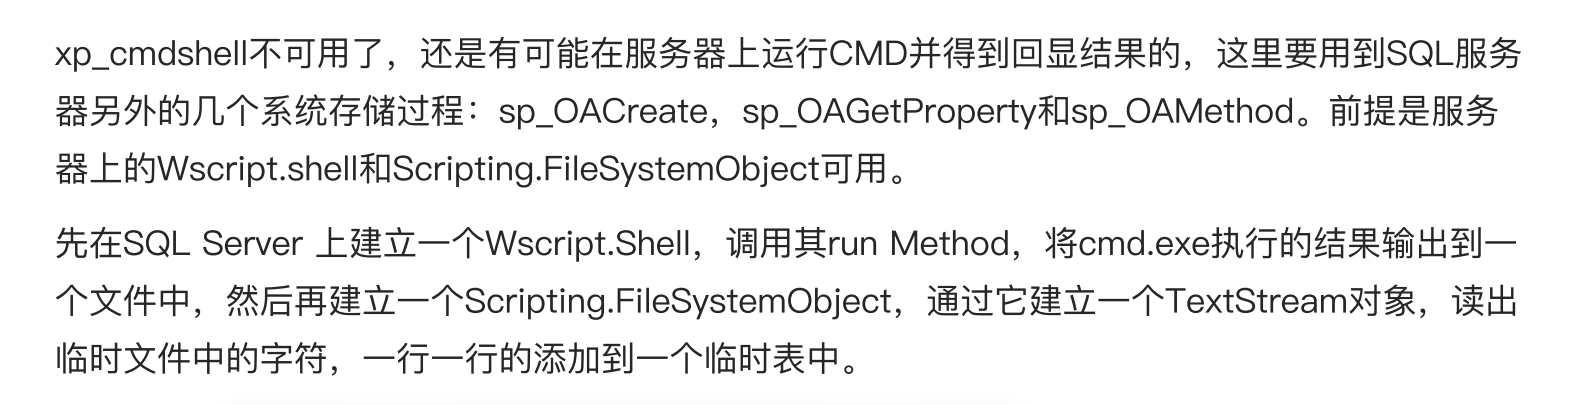 xp_cmdshell不可用了，还是有可能在服务器上运行CMD并得到回显结果的，这里要用到SQL服务
器另外的几个系统存储过程：sp_OACreate，sp_OAGetProperty和sp_OAMethod。前提是服务
器上的Wscript.shell和Scripting.FileSystemObject可用。
先在SQL Server 上建立一个Wscript.Shell，调用其run Method，将cmd.exe执行的结果输出到一
个文件中，然后再建立一个Scripting.FileSystemObject，通过它建立一个TextStream对象，读出
临时文件中的字符，一行一行的添加到一个临时表中。